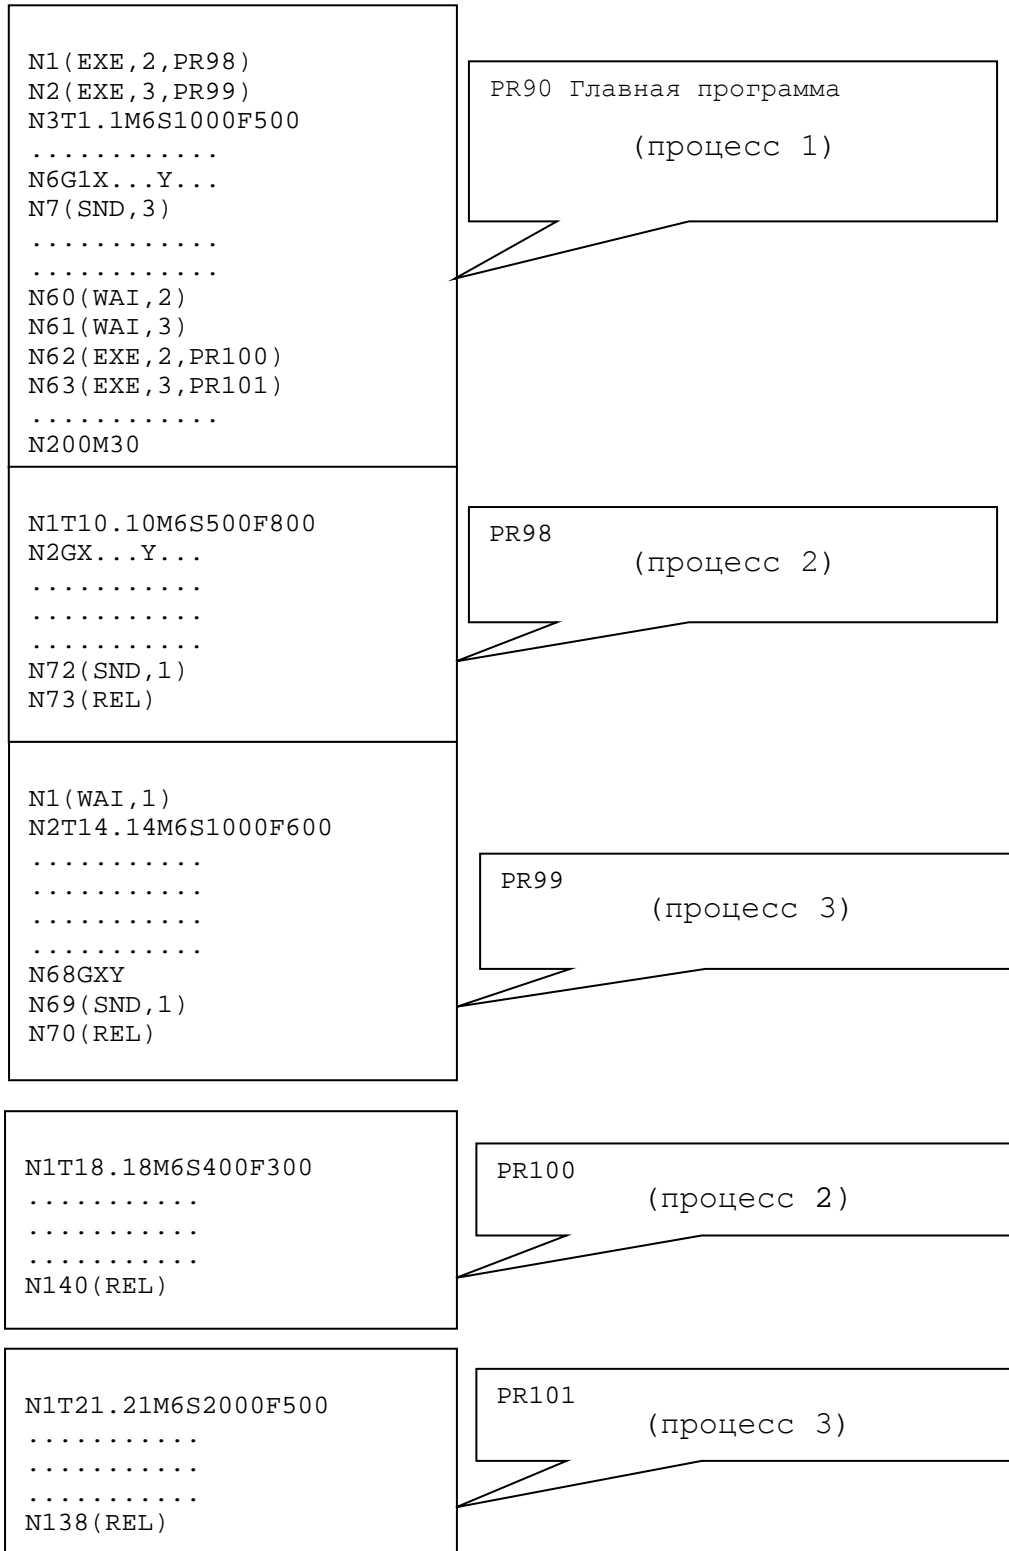 N1(EXE,2,PR98)
N2(EXE,3,PR99)
N3T1.1M6S1000F500
............
N6G1X...Y...
N7(SND,3)
............
............
N60(WAI,2)
N61(WAI,3)
N62(EXE,2,PR100)
N63(EXE,3,PR101)
............
N200M30
PR90 Главная программа
(процесс 1)
N1T10.10M6S500F800
N2GX...Y...
...........
...........
...........
N72(SND,1)
N73(REL)
PR98
(процесс 2)
N1(WAI,1)
N2T14.14M6S1000F600
...........
...........
...........
...........
N68GXY
N69(SND,1)
N70(REL)
PR99
(процесс 3)
N1T18.18M6S400F300
...........
...........
...........
N140(REL)
PR100
(процесс 2)
N1T21.21M6S2000F500
...........
...........
...........
N138(REL)
PR101
(процесс 3)